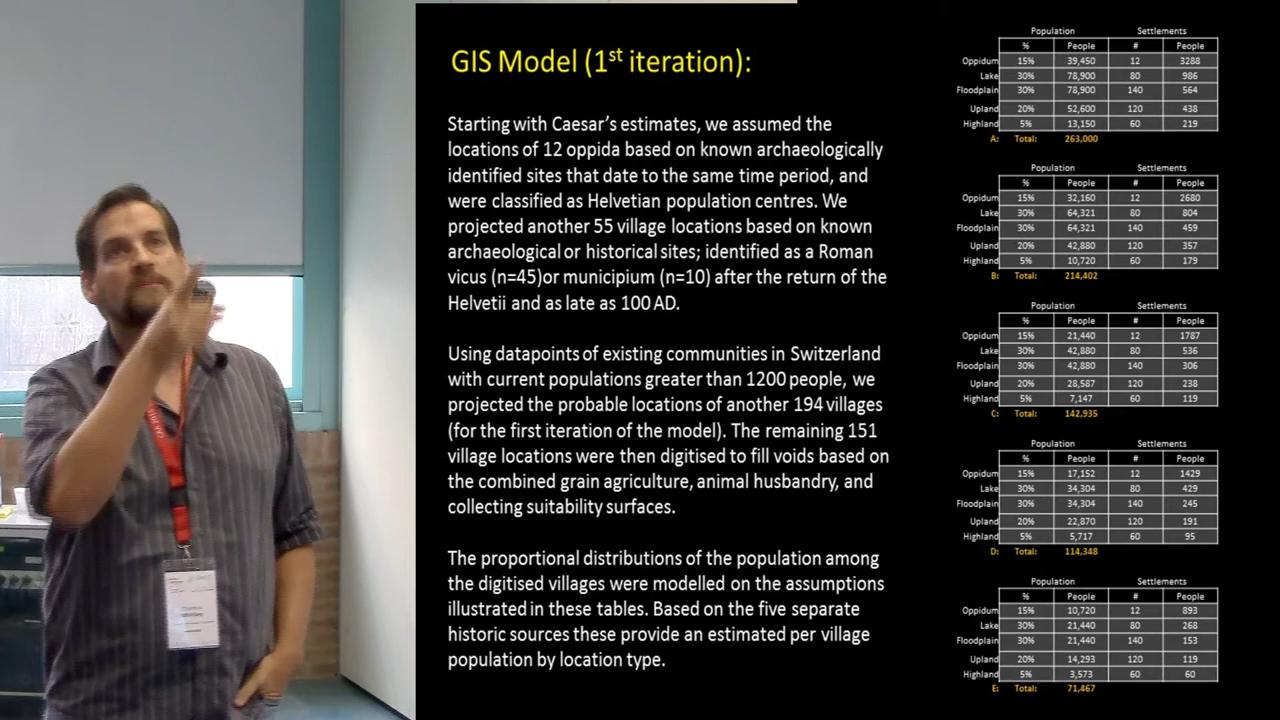 GIS Model (1st iteration):
Starting with Caesar's estimates, we assumed the
locations of 12 oppida based on known archaeologically
identified sites that date to the same time period, and
were classified as Helvetian population centres. We
projected another 55 village locations based on known
archaeological or historical sites; identified as a Roman
vicus (n=45)or municipium (n=10) after the return of the
Helvetii and as late as 100 AD.
Using datapoints of existing communities in Switzerland
with current populations greater than 1200 people, we
projected the probable locations of another 194 villages
(for the first iteration of the model). The remaining 151
village locations were then digitised to fill voids based on
the combined grain agriculture, animal husbandry, and
collecting suitability surfaces.
The proportional distributions of the population among
the digitised villages were modelled on the assumptions
illustrated in these tables. Based on the five separate
historic sources these provide an estimated per village
population by location type.
Population Settlements
% People # People
Oppidum 15% 39,450 12 3288
Lake 30% 78,900 80 986
Floodplain 30% 78,900 140 564
Upland 20% 52,600 120 438
Highland 5% 13,150 60 219
A: Total: 263,000
Population Settlements
% People # People
Oppidum 15% 32,160 12 2680
Lake 30% 64,321 80 804
Floodplain 30% 64,321 140 459
Upland 20% 42,880 120 357
Highland 5% 10,720 60 179
B: Total: 214,402
Population Settlements
% People # People
Oppidum 15% 21,440 12 1787
Lake 30% 42,880 80 536
Floodplain 30% 42,880 140 306
Upland 20% 28,587 120 238
Highland 5% 7,147 60 119
C: Total: 142,935
Population Settlements
% People # People
Oppidum 15% 17,152 12 1429
Lake 30% 34,304 80 429
Floodplain 30% 34,304 140 245
Upland 20% 22,870 120 191
Highland 5% 5,717 60 95
D: Total: 114,348
Population Settlements
% People # People
Oppidum 15% 10,720 12 893
Lake 30% 21,440 80 268
Floodplain 30% 21,440 140 153
Upland 20% 14,293 120 119
Highland 5% 3,573 60 60
E: Total: 71,467